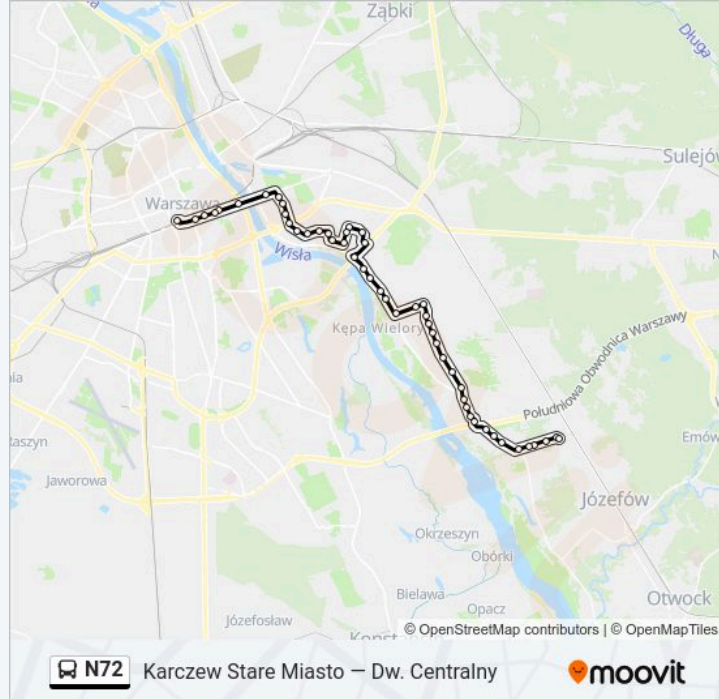 Ząbki
Długa
Sulejów
Warszawa
Wisła
Kępa Wielory
Południowa Obwodnica Warszawy
Raszyn
Emów
Jaworowa
Józefów
Okrzeszyn
Obórki
Bielawa
Otwock
Opacz
Józefosław
Konst
© OpenStreetMap contributors | © OpenMapTiles
N72 Karczew Stare Miasto — Dw. Centralny moovit